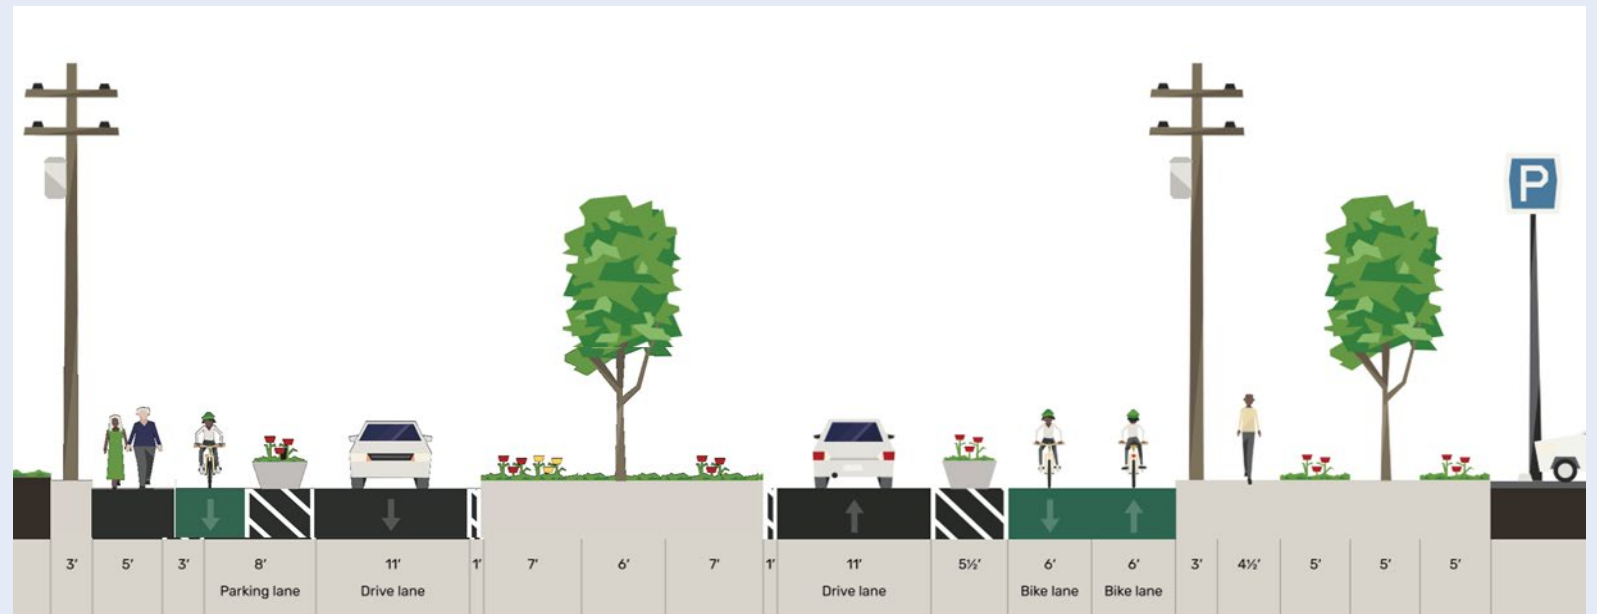 P
3' 5' 3' 8' 11' 1' 7' 6' 7' 1' 11' 5½' 6' 6' 3' 4½' 5' 5' 5'
Parking lane Drive lane Drive lane Bike lane Bike lane